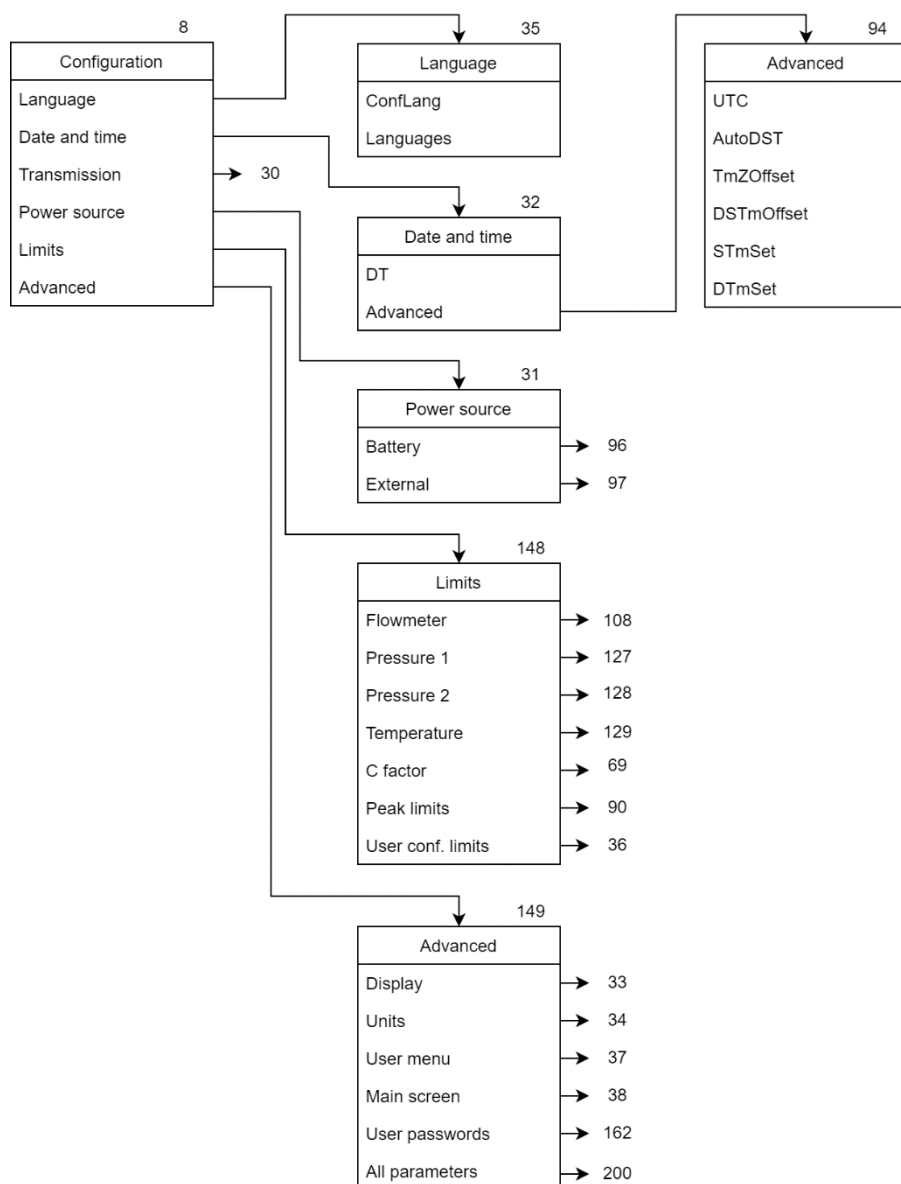 8
Configuration
Language
Date and time
Transmission
30
Power source
Limits
Advanced
35
Language
ConfLang
Languages
94
Advanced
UTC
AutoDST
TmZOffset
DSTmOffset
STmSet
DTmSet
32
Date and time
DT
Advanced
31
Power source
Battery
96
External
97
148
Limits
Flowmeter
108
Pressure 1
127
Pressure 2
128
Temperature
129
C factor
69
Peak limits
90
User conf. limits
36
149
Advanced
Display
33
Units
34
User menu
37
Main screen
38
User passwords
162
All parameters
200